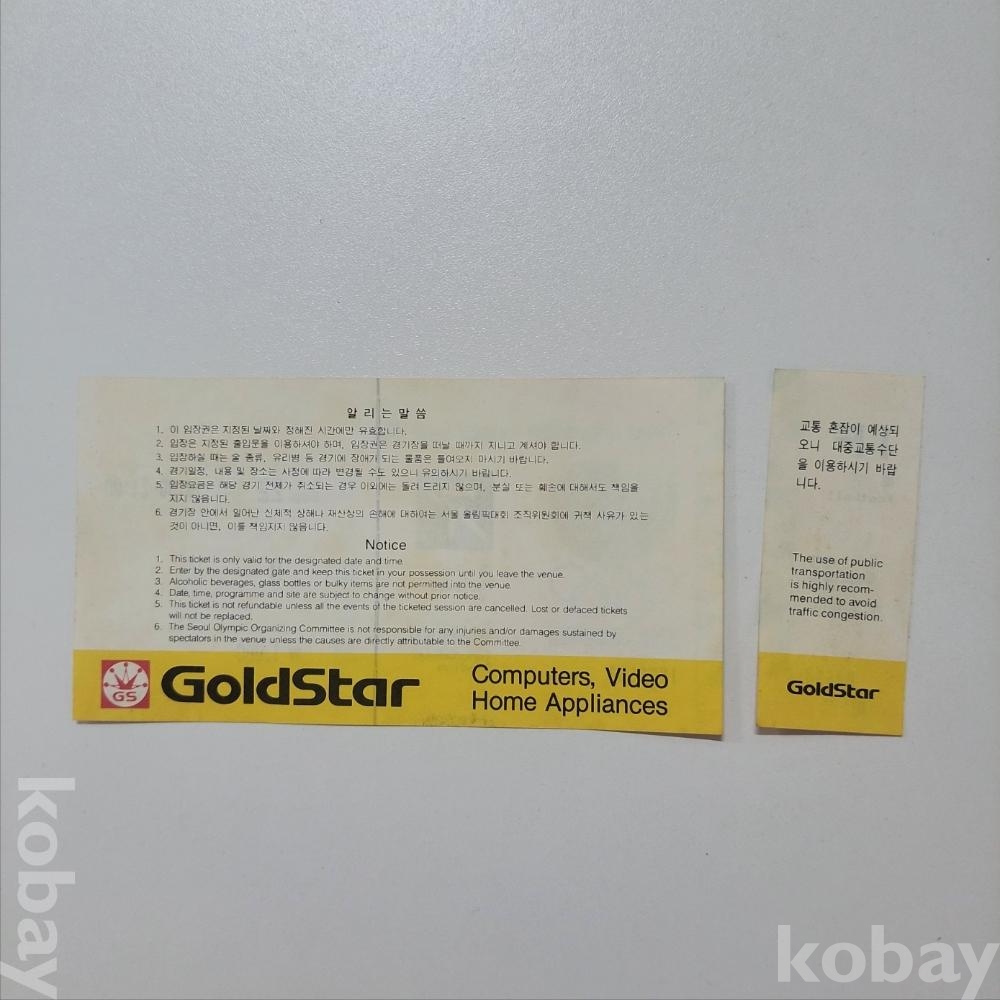 알리는말씀
1. 이 입장권은 지정된 날짜와 정해진 시간에만 유효합니다.
2. 입장은 지정된 출입문을 이용하셔야 하며, 입장권은 경기장을 떠날 때까지 지니고 계셔야 합니다.
3. 입장하실 때는 술 종류, 유리병 등 경기에 장애가 되는 물품은 들여오지 마시기 바랍니다.
4. 경기일정, 내용 및 장소는 사정에 따라 변경될 수도 있으니 유의하시기 바랍니다.
5. 입장요금은 해당 경기 전체가 취소되는 경우 이외에는 돌려 드리지 않으며, 분실 또는 훼손에 대해서도 책임을
지지 않습니다.
6. 경기장 안에서 일어난 신체적 상해나 재산상의 손해에 대하여는 서울 올림픽대회 조직위원회에 귀책 사유가 있는
것이 아니면, 이를 책임지지 않습니다.
Notice
1. This ticket is only valid for the designated date and time.
2. Enter by the designated gate and keep this ticket in your possession until you leave the venue.
3. Alcoholic beverages, glass bottles or bulky items are not permitted into the venue.
4. Date, time, programme and site are subject to change without prior notice.
5. This ticket is not refundable unless all the events of the ticketed session are cancelled. Lost or defaced tickets
will not be replaced.
6. The Seoul Olympic Organizing Committee is not responsible for any injuries and/or damages sustained by
spectators in the venue unless the causes are directly attributable to the Committee.
GS GoldStar
Computers, Video
Home Appliances
교통 혼잡이 예상되
오니 대중교통수단
을 이용하시기 바랍
니다.
The use of public
transportation
is highly recom-
mended to avoid
traffic congestion.
GoldStar
kobay
kobay